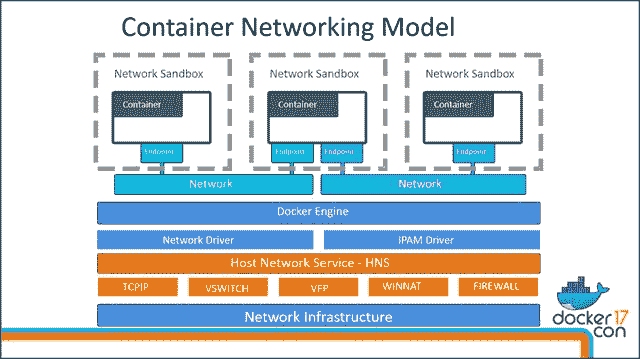 Container Networking Model
Network Sandbox
Network Sandbox
Network Sandbox
Container
Container
Container
Endpoint
Endpoint
Endpoint
Endpoint
Network
Network
Docker Engine
Network Driver
IPAM Driver
Host Network Service - HNS
TCPIP
VSWITCH
VFP
WINNAT
FIREWALL
Network Infrastructure
docker 17
con